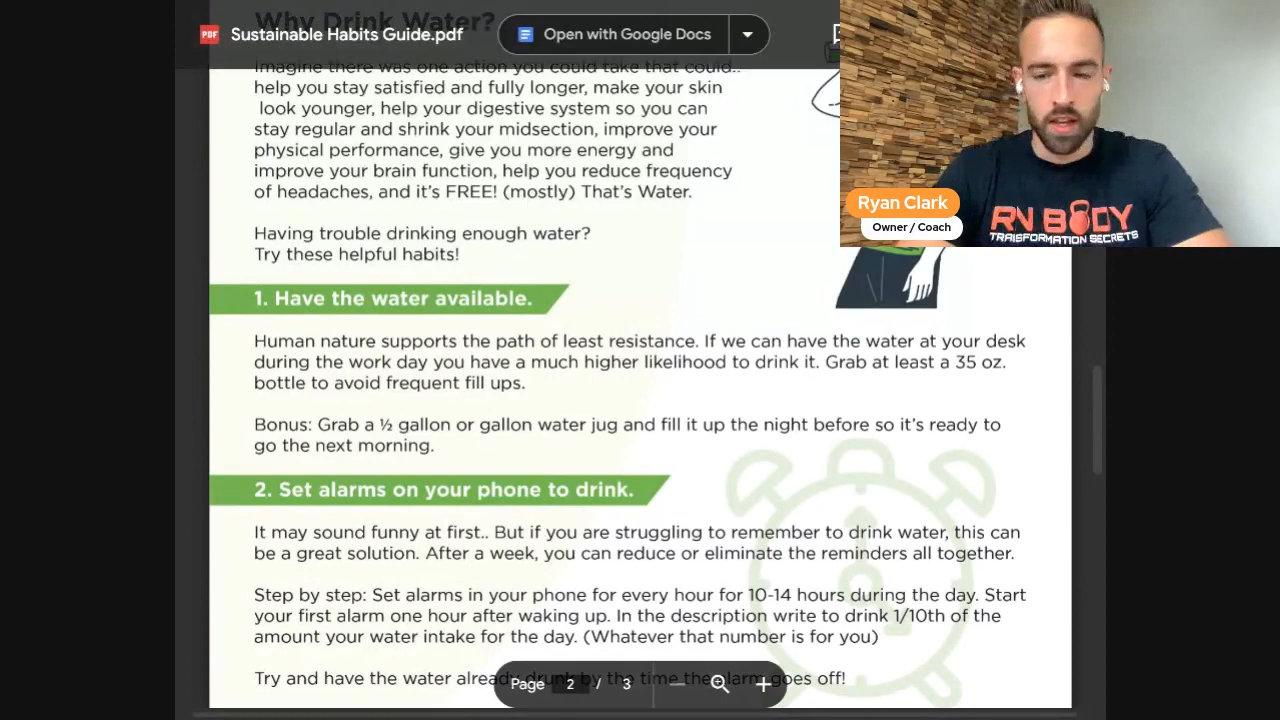 Why Drink Water?
PDF
Sustainable Habits Guide.pdf
Open with Google Docs
Imagine there was one action you could take that could..
help you stay satisfied and fully longer, make your skin
look younger, help your digestive system so you can
stay regular and shrink your midsection, improve your
physical performance, give you more energy and
improve your brain function, help you reduce frequency
of headaches, and it's FREE! (mostly) That's Water.
Ryan Clark
Owner / Coach
RN BODY
TRANSFORMATION SECRETS
Having trouble drinking enough water?
Try these helpful habits!
1. Have the water available.
Human nature supports the path of least resistance. If we can have the water at your desk
during the work day you have a much higher likelihood to drink it. Grab at least a 35 oz.
bottle to avoid frequent fill ups.
Bonus: Grab a ½ gallon or gallon water jug and fill it up the night before so it's ready to
go the next morning.
2. Set alarms on your phone to drink.
It may sound funny at first.. But if you are struggling to remember to drink water, this can
be a great solution. After a week, you can reduce or eliminate the reminders all together.
Step by step: Set alarms in your phone for every hour for 10-14 hours during the day. Start
your first alarm one hour after waking up. In the description write to drink 1/10th of the
amount your water intake for the day. (Whatever that number is for you)
Try and have the water already drunk by the time the alarm goes off!
Page 2 / 3